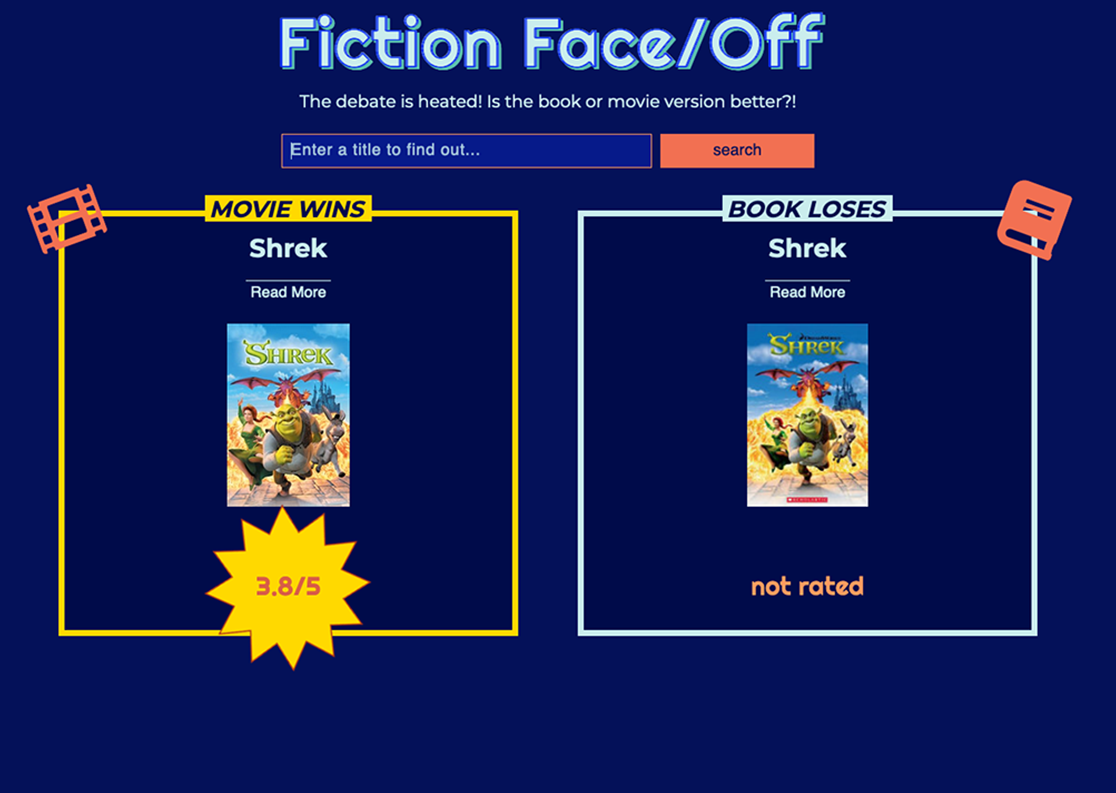 Fiction Face/Off
The debate is heated! Is the book or movie version better?!
Enter a title to find out...
search
MOVIE WINS
Shrek
Read More
SHREK
3.8/5
BOOK LOSES
Shrek
Read More
SHREK
SCHOLASTIC
not rated